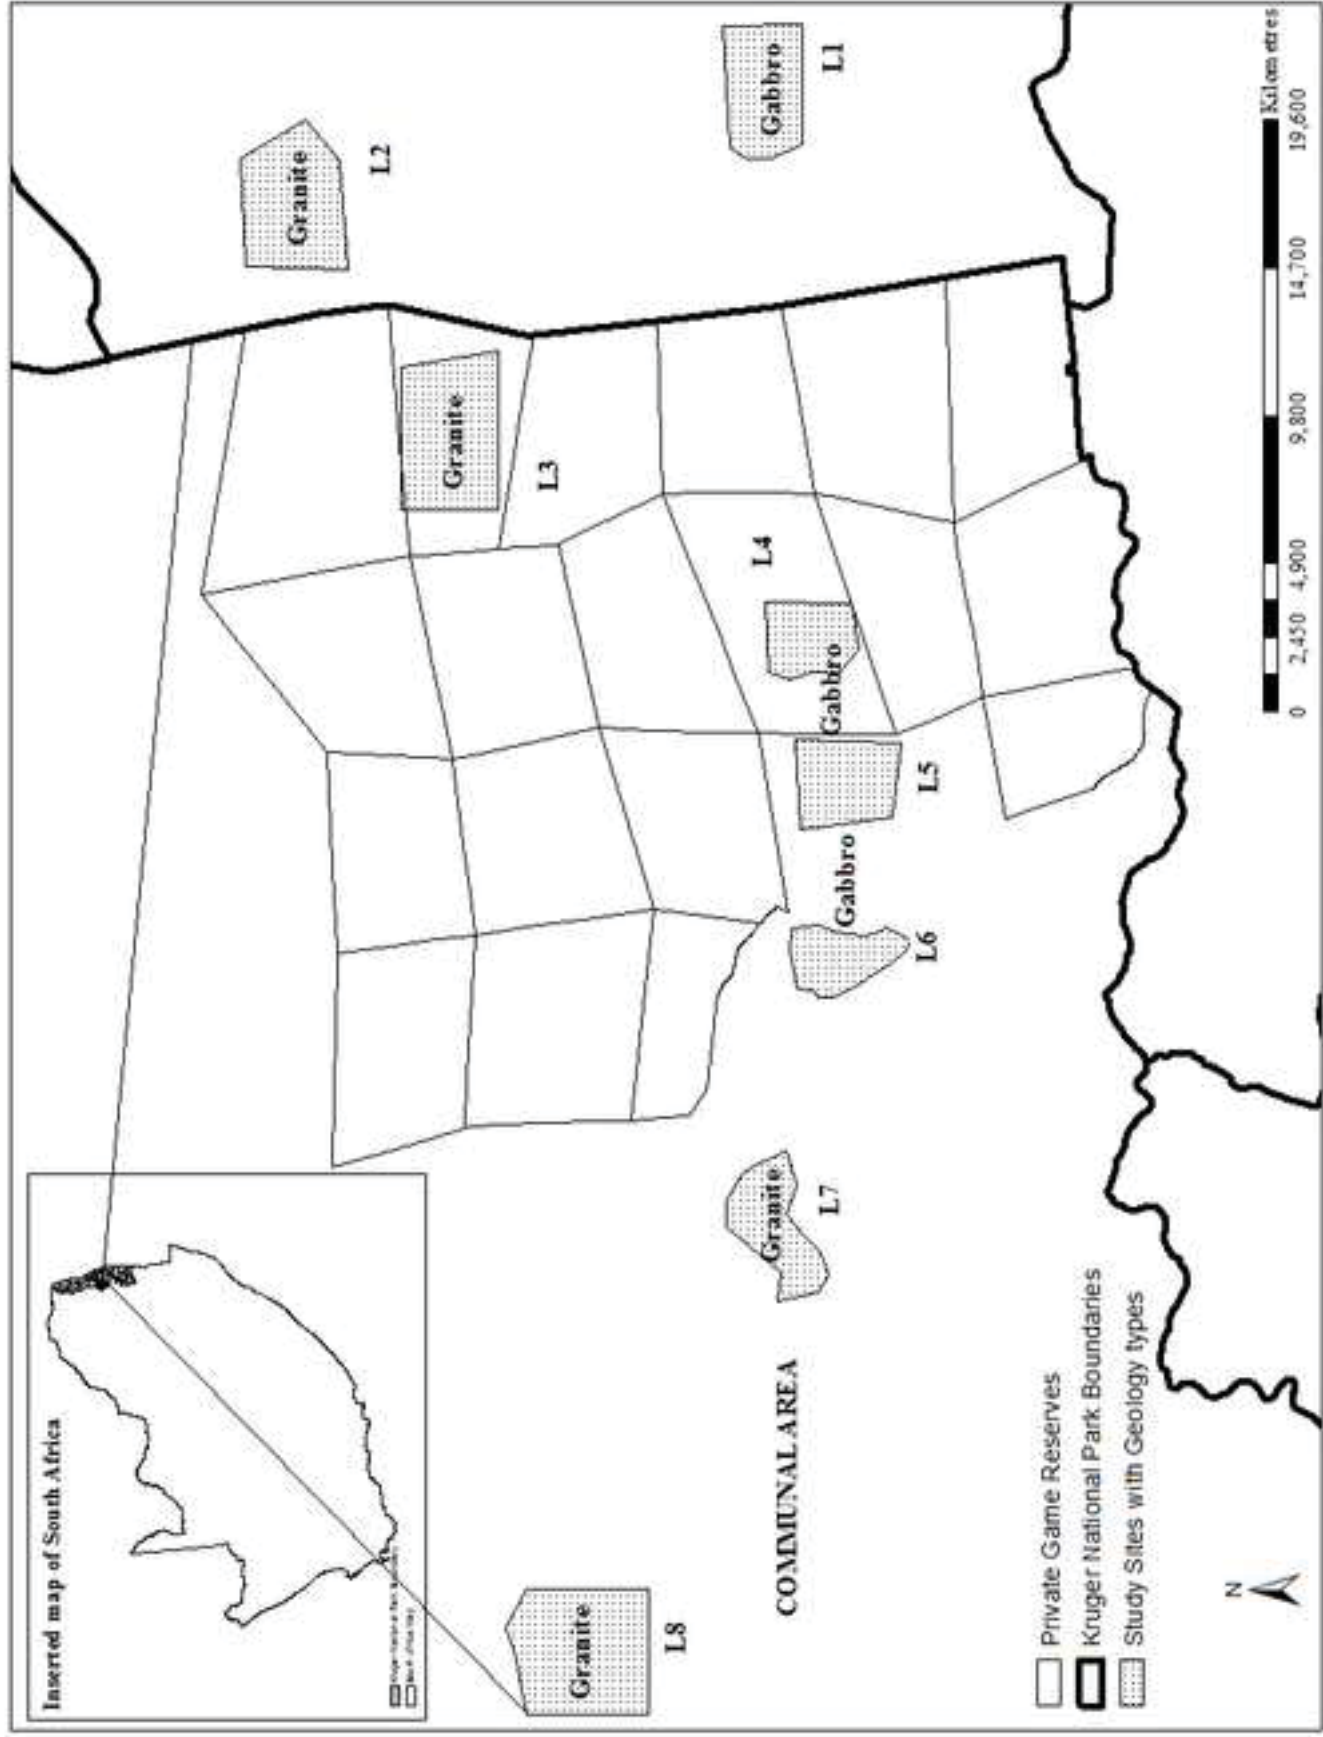 Inserted map of South Africa
Granite
L2
Gabbro
L1
Granite
L3
L4
Gabbro
L5
Gabbro
L6
Granite
L7
Granite
L8
COMMUNAL AREA
Private Game Reserves
Kruger National Park Boundaries
Study Sites with Geology types
N
0 2,450 4,900 9,800 14,700 19,600
Kilometres